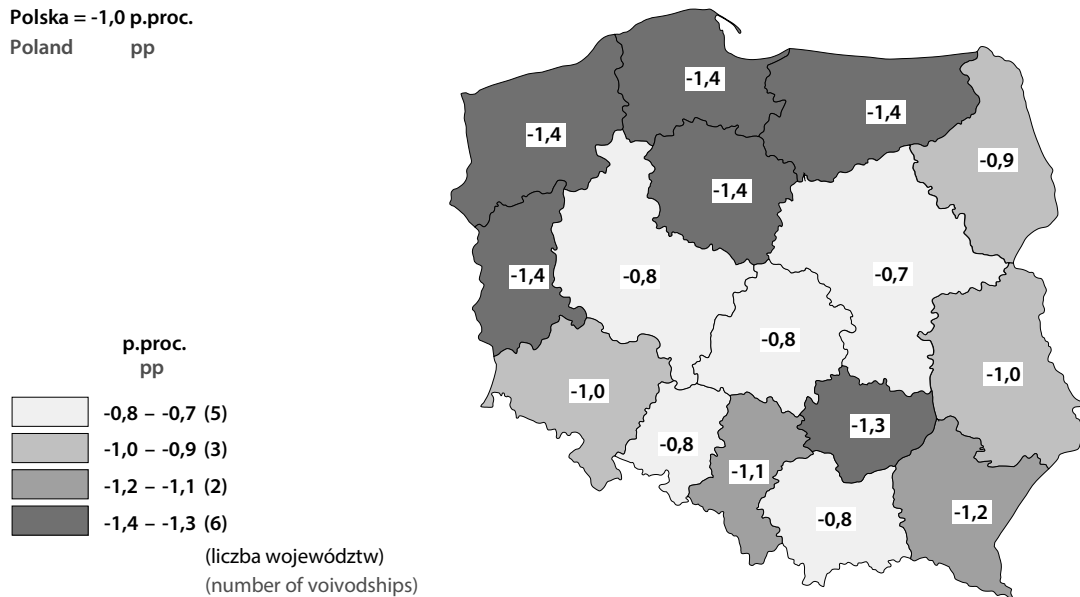 Polska = -1,0 p.proc.
Poland pp
-1,4
-1,4
-1,4
-0,9
-1,4
-1,4
-0,8
-0,7
-0,8
-1,0
-1,0
-1,3
-0,8
-1,1
-1,2
-0,8
p.proc.
pp
-0,8 – -0,7 (5)
-1,0 – -0,9 (3)
-1,2 – -1,1 (2)
-1,4 – -1,3 (6)
(liczba województw)
(number of voivodships)